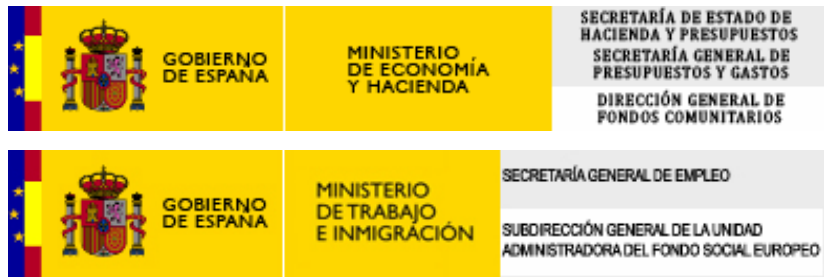 GOBIERNO
DE ESPAÑA
MINISTERIO
DE ECONOMÍA
Y HACIENDA
SECRETARÍA DE ESTADO DE
HACIENDA Y PRESUPUESTOS
SECRETARÍA GENERAL DE
PRESUPUESTOS Y GASTOS
DIRECCIÓN GENERAL DE
FONDOS COMUNITARIOS
GOBIERNO
DE ESPAÑA
MINISTERIO
DE TRABAJO
E INMIGRACIÓN
SECRETARÍA GENERAL DE EMPLEO
SUBDIRECCIÓN GENERAL DE LA UNIDAD
ADMINISTRADORA DEL FONDO SOCIAL EUROPEO